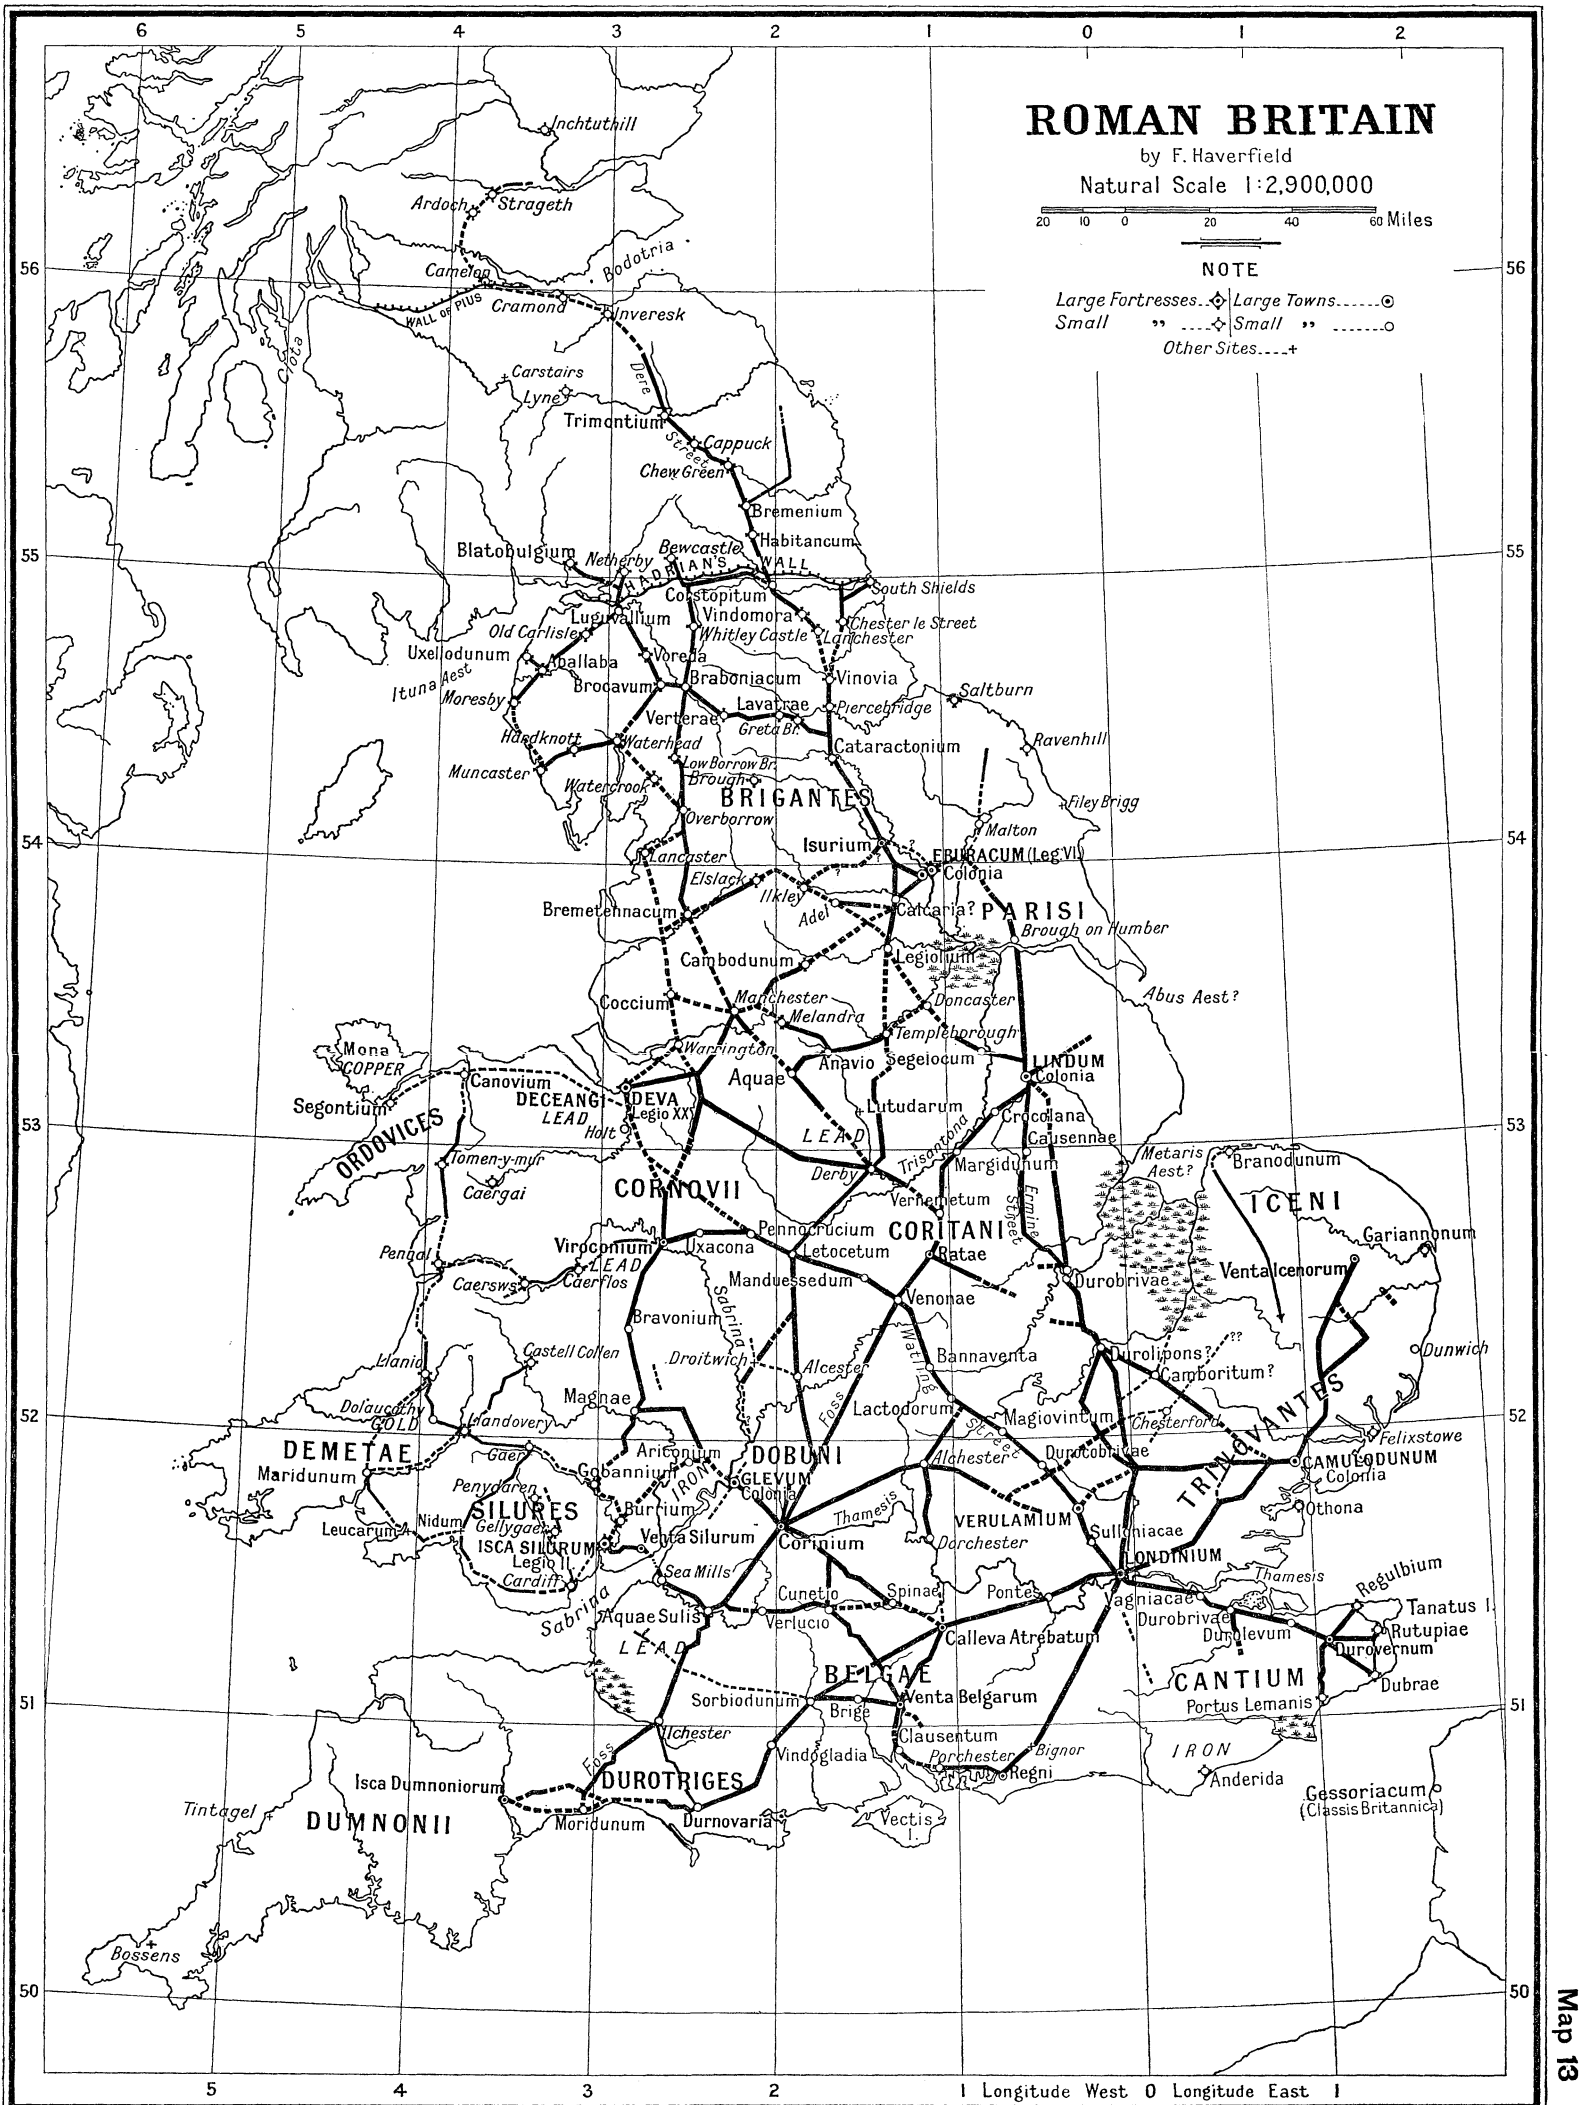 6 5 4 3 2 1 0 1 2
ROMAN BRITAIN
by F. Haverfield
Natural Scale 1:2,900,000
20 10 0 20 40 60 Miles
NOTE
Large Fortresses Large Towns
Small „ Small „
Other Sites
Inchtuthill
Ardoch
Strageth
56
Camelon
Bodotria
56
WALL OF PIUS
Cramond
Inveresk
Clota
Carstairs
Lyne
Dere
Street
Trimontium
Cappuck
Chew Green
Bremenium
Habitancum
55
Blatobulgium
Netherby
Bewcastle
HADRIAN'S WALL
55
Corstopitum
South Shields
Luguvallium
Vindomora
Chester le Street
Old Carlisle
Whitley Castle
Lanchester
Uxellodunum
Aballaba
Voreda
Ituna Aest
Moresby
Brocavum
Braboniacum
Vinovia
Saltburn
Verterae
Lavatrae
Greta Br.
Piercebridge
Hardknott
Waterhead
Cataractonium
Ravenhill
Muncaster
Low Borrow Br.
Watercrook
Brough
BRIGANTES
Filey Brigg
Overborrow
Malton
54
Isurium
?
?
?
54
EBURACUM (Leg. VI.)
Colonia
Lancaster
Elslack
Ilkley
Adel
Bremetennacum
Calcaria?
PARISI
Brough on Humber
Cambodunum
Legiolium
Coccium
Manchester
Doncaster
Abus Aest?
Melandra
Templeborough
Mona
COPPER
Warrington
Anavio
Segelocum
LINDUM
Colonia
Canovium
Aquae
Segontium
DECEANGI
LEAD
DEVA
Legio XX
Lutudarum
Crocolana
53
Holt
LEAD
Causennae
53
ORDOVICES
Tomen-y-mur
Derby
Trisantona
Margidunum
Metaris
Aest?
Branodunum
Caergai
CORNOVII
Vernemetum
Ermine
Street
ICENI
Pennocrucium
CORITANI
Gariannonum
Viroconium
Uxacona
Letocetum
Ratae
Pennal
LEAD
Caersws
Caerflos
Manduessedum
Durobrivae
Venta Icenorum
Sabrina
Venonae
Bravonium
Watling
Street
??
Castell Collen
Droitwich
Alcester
Bannaventa
Durolipons?
Dunwich
Llanio
Camboritum?
Dolaucothy
GOLD
Magnae
Foss
Lactodorum
Magiovintum
Chesterford
52
Llandovery
52
DEMETAE
Gaer
Ariconium
DOBUNI
Alchester
Durocobrivae
TRINOVANTES
Felixstowe
Maridunum
Gobannium
IRON
GLEVUM
Colonia
CAMULODUNUM
Colonia
Penydaren
SILURES
Burrium
Thamesis
Othona
Leucarum
Nidum
Gellygaer
ISCA SILURUM
Legio II
Venta Silurum
Corinium
VERULAMIUM
Dorchester
Sulloniacae
Cardiff
Sea Mills
LONDINIUM
Thamesis
Regulbium
Sabrina
Cunetio
Spinae
Pontes
Vagniacae
Tanatus I.
Aquae Sulis
Verlucio
Durobrivae
Durolevum
Rutupiae
LEAD
Calleva Atrebatum
Durovernum
BELGAE
CANTIUM
Dubrae
51
Sorbiodunum
Brige
Venta Belgarum
Portus Lemanis
51
Ilchester
Clausentum
Foss
Vindogladia
Porchester
Bignor
IRON
Regni
Isca Dumnoniorum
DUROTRIGES
Anderida
Gessoriacum
(Classis Britannica)
Tintagel
DUMNONII
Moridunum
Durnovaria
Vectis
I.
Bossens
50
50
5 4 3 2 1 Longitude West 0 Longitude East 1
Map 13